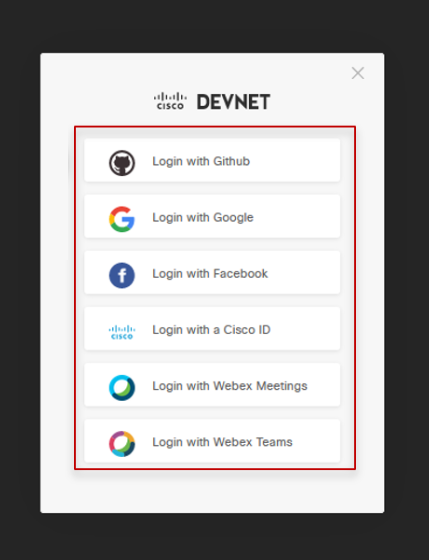 cisco DEVNET
Login with Github
Login with Google
Login with Facebook
cisco
Login with a Cisco ID
Login with Webex Meetings
Login with Webex Teams